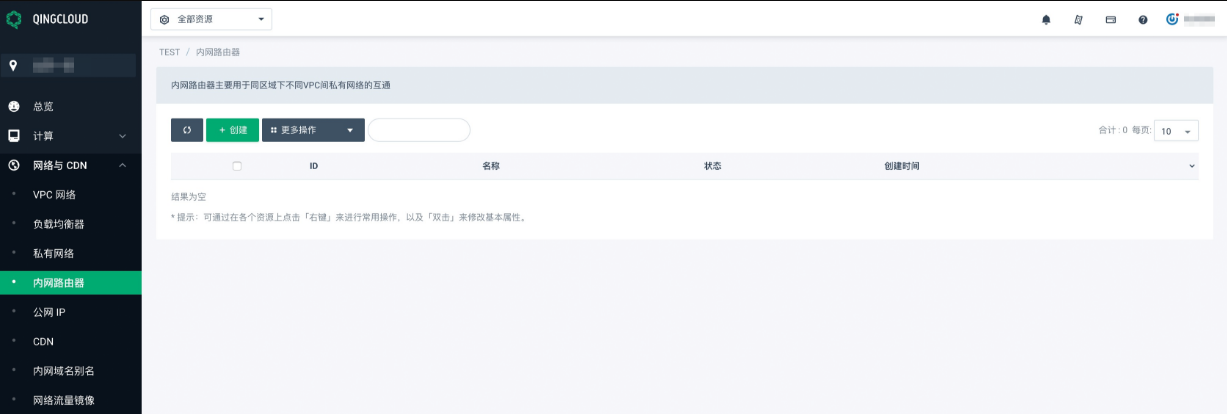 QINGCLOUD
全部资源
TEST / 内网路由器
内网路由器主要用于同区域下不同VPC间私有网络的互通
+ 创建
更多操作
合计 : 0 每页: 10
ID 名称 状态 创建时间
结果为空
* 提示: 可通过在各个资源上点击「右键」来进行常用操作, 以及「双击」来修改基本属性。
总览
计算
网络与 CDN
VPC 网络
负载均衡器
私有网络
内网路由器
公网 IP
CDN
内网域名别名
网络流量镜像